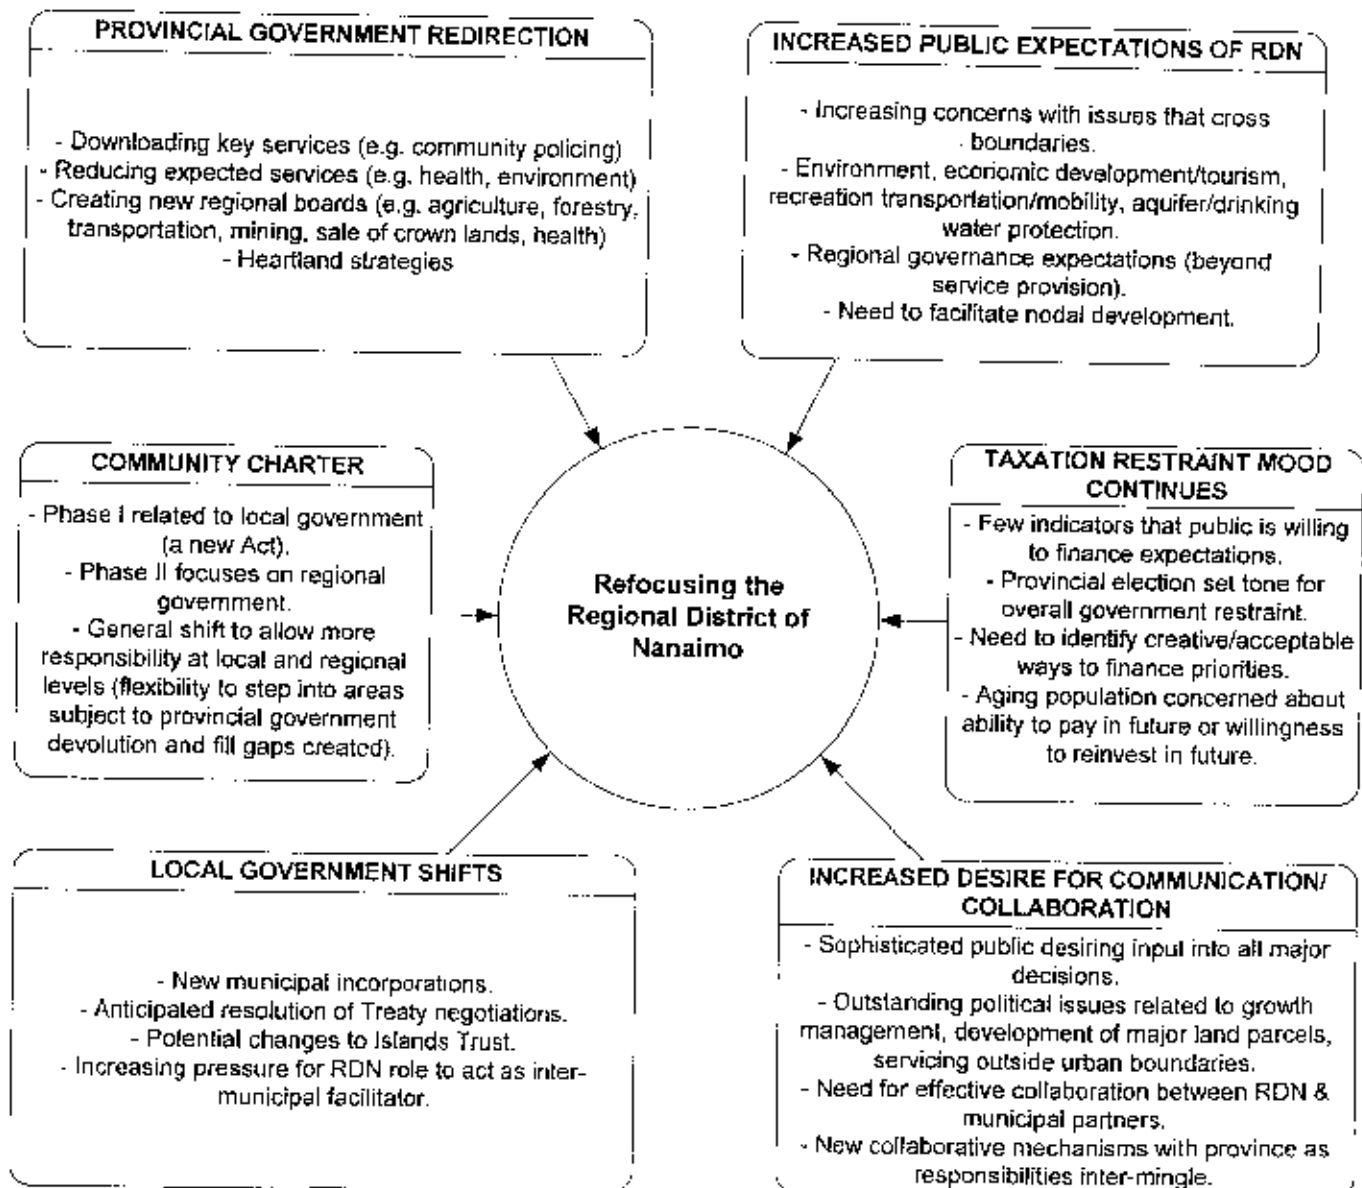 PROVINCIAL GOVERNMENT REDIRECTION
- Downloading key services (e.g. community policing)
- Reducing expected services (e.g. health, environment)
- Creating new regional boards (e.g. agriculture, forestry,
transportation, mining, sale of crown lands, health)
- Heartland strategies
INCREASED PUBLIC EXPECTATIONS OF RDN
- Increasing concerns with issues that cross
boundaries.
- Environment, economic development/tourism,
recreation transportation/mobility, aquifer/drinking
water protection.
- Regional governance expectations (beyond
service provision).
- Need to facilitate nodal development.
COMMUNITY CHARTER
- Phase I related to local government
(a new Act).
- Phase II focuses on regional
government.
- General shift to allow more
responsibility at local and regional
levels (flexibility to step into areas
subject to provincial government
devolution and fill gaps created).
Refocusing the
Regional District of
Nanaimo
TAXATION RESTRAINT MOOD
CONTINUES
- Few indicators that public is willing
to finance expectations.
- Provincial election set tone for
overall government restraint.
- Need to identify creative/acceptable
ways to finance priorities.
- Aging population concerned about
ability to pay in future or willingness
to reinvest in future.
LOCAL GOVERNMENT SHIFTS
- New municipal incorporations.
- Anticipated resolution of Treaty negotiations.
- Potential changes to Islands Trust.
- Increasing pressure for RDN role to act as inter-
municipal facilitator.
INCREASED DESIRE FOR COMMUNICATION/
COLLABORATION
- Sophisticated public desiring input into all major
decisions.
- Outstanding political issues related to growth
management, development of major land parcels,
servicing outside urban boundaries.
- Need for effective collaboration between RDN &
municipal partners.
- New collaborative mechanisms with province as
responsibilities inter-mingle.